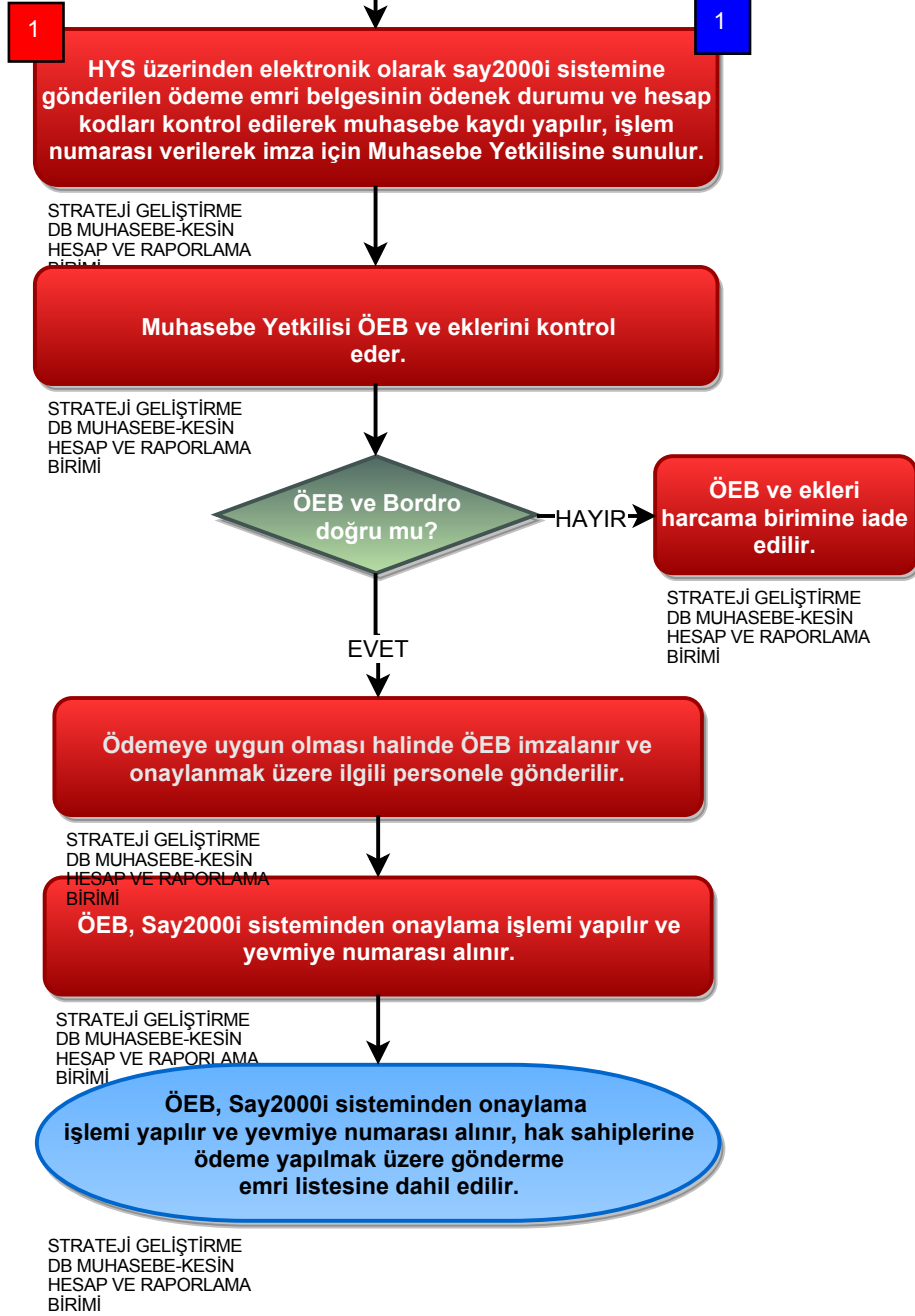 1
1
HYS üzerinden elektronik olarak say2000i sistemine
gönderilen ödeme emri belgesinin ödenek durumu ve hesap
kodları kontrol edilerek muhasebe kaydı yapılır, işlem
numarası verilerek imza için Muhasebe Yetkilisine sunulur.
STRATEJİ GELİŞTİRME
DB MUHASEBE-KESİN
HESAP VE RAPORLAMA
BİRİMİ
Muhasebe Yetkilisi ÖEB ve eklerini kontrol
eder.
STRATEJİ GELİŞTİRME
DB MUHASEBE-KESİN
HESAP VE RAPORLAMA
BİRİMİ
ÖEB ve Bordro
doğru mu?
HAYIR
ÖEB ve ekleri
harcama birimine iade
edilir.
STRATEJİ GELİŞTİRME
DB MUHASEBE-KESİN
HESAP VE RAPORLAMA
BİRİMİ
EVET
Ödemeye uygun olması halinde ÖEB imzalanır ve
onaylanmak üzere ilgili personele gönderilir.
STRATEJİ GELİŞTİRME
DB MUHASEBE-KESİN
HESAP VE RAPORLAMA
BİRİMİ
ÖEB, Say2000i sisteminden onaylama işlemi yapılır ve
yevmiye numarası alınır.
STRATEJİ GELİŞTİRME
DB MUHASEBE-KESİN
HESAP VE RAPORLAMA
BİRİMİ
ÖEB, Say2000i sisteminden onaylama
işlemi yapılır ve yevmiye numarası alınır, hak sahiplerine
ödeme yapılmak üzere gönderme
emri listesine dahil edilir.
STRATEJİ GELİŞTİRME
DB MUHASEBE-KESİN
HESAP VE RAPORLAMA
BİRİMİ